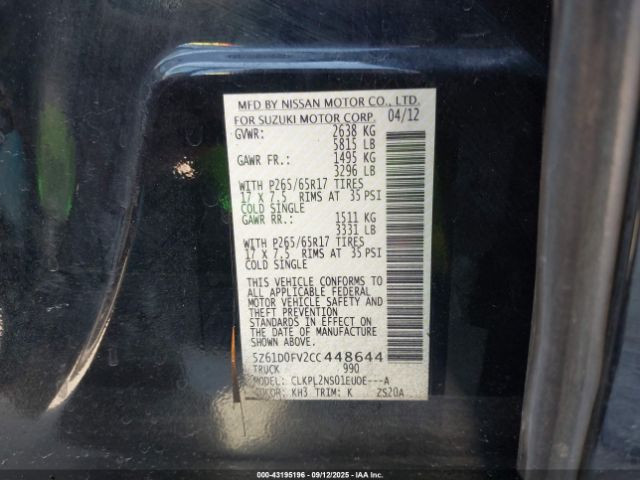 MFD BY NISSAN MOTOR CO., LTD.
FOR SUZUKI MOTOR CORP. 04/12
GVWR: 2638 KG
5815 LB
GAWR FR.: 1495 KG
3296 LB
WITH P265/65R17 TIRES
17 X 7.5 RIMS AT 35 PSI
COLD SINGLE
GAWR RR.: 1511 KG
3331 LB
WITH P265/65R17 TIRES
17 X 7.5 RIMS AT 35 PSI
COLD SINGLE
THIS VEHICLE CONFORMS TO
ALL APPLICABLE FEDERAL
MOTOR VEHICLE SAFETY AND
THEFT PREVENTION
STANDARDS IN EFFECT ON THE
DATE OF MANUFACTURE
SHOWN ABOVE.
5Z61D0FV2CC448644
TRUCK 990
MODEL: CLKPL2NS01EUOE---A
COLOR: KH3 TRIM: K ZS20A
00-43195196 - 09/12/2025 - IAA Inc.